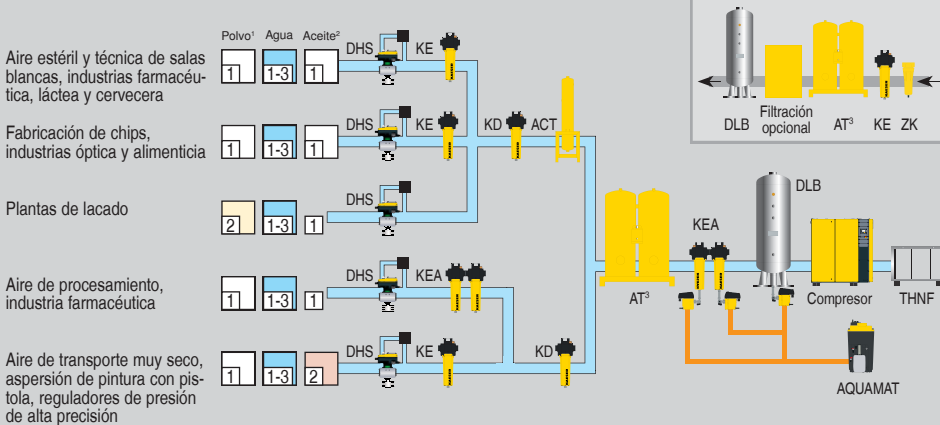 Polvo¹ Agua Aceite²
Aire estéril y técnica de salas
blancas, industrias farmacéu-
tica, láctea y cervecera
1 1-3 1 DHS KE
Fabricación de chips,
industrias óptica y alimenticia
1 1-3 1 DHS KE KD ACT
Plantas de lacado
2 1-3 1 DHS
Aire de procesamiento,
industria farmacéutica
1 1-3 1 DHS KEA
Aire de transporte muy seco,
aspersión de pintura con pis-
tola, reguladores de presión
de alta precisión
1 1-3 2 DHS KE KD
DLB Filtración
opcional AT³ KE ZK
AT³ KEA DLB Compresor THNF
AQUAMAT